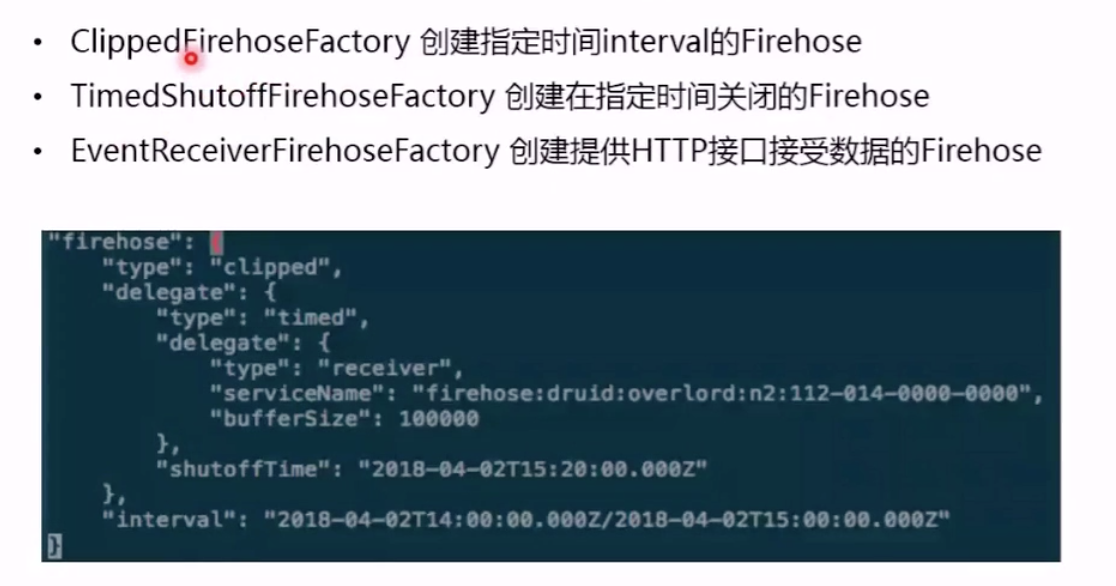 • ClippedFirehoseFactory 创建指定时间interval的Firehose
• TimedShutoffFirehoseFactory 创建在指定时间关闭的Firehose
• EventReceiverFirehoseFactory 创建提供HTTP接口接受数据的Firehose
"firehose": {
"type": "clipped",
"delegate": {
"type": "timed",
"delegate": {
"type": "receiver",
"serviceName": "firehose:druid:overlord:n2:112-014-0000-0000",
"bufferSize": 100000
},
"shutoffTime": "2018-04-02T15:20:00.000Z"
},
"interval": "2018-04-02T14:00:00.000Z/2018-04-02T15:00:00.000Z"
}